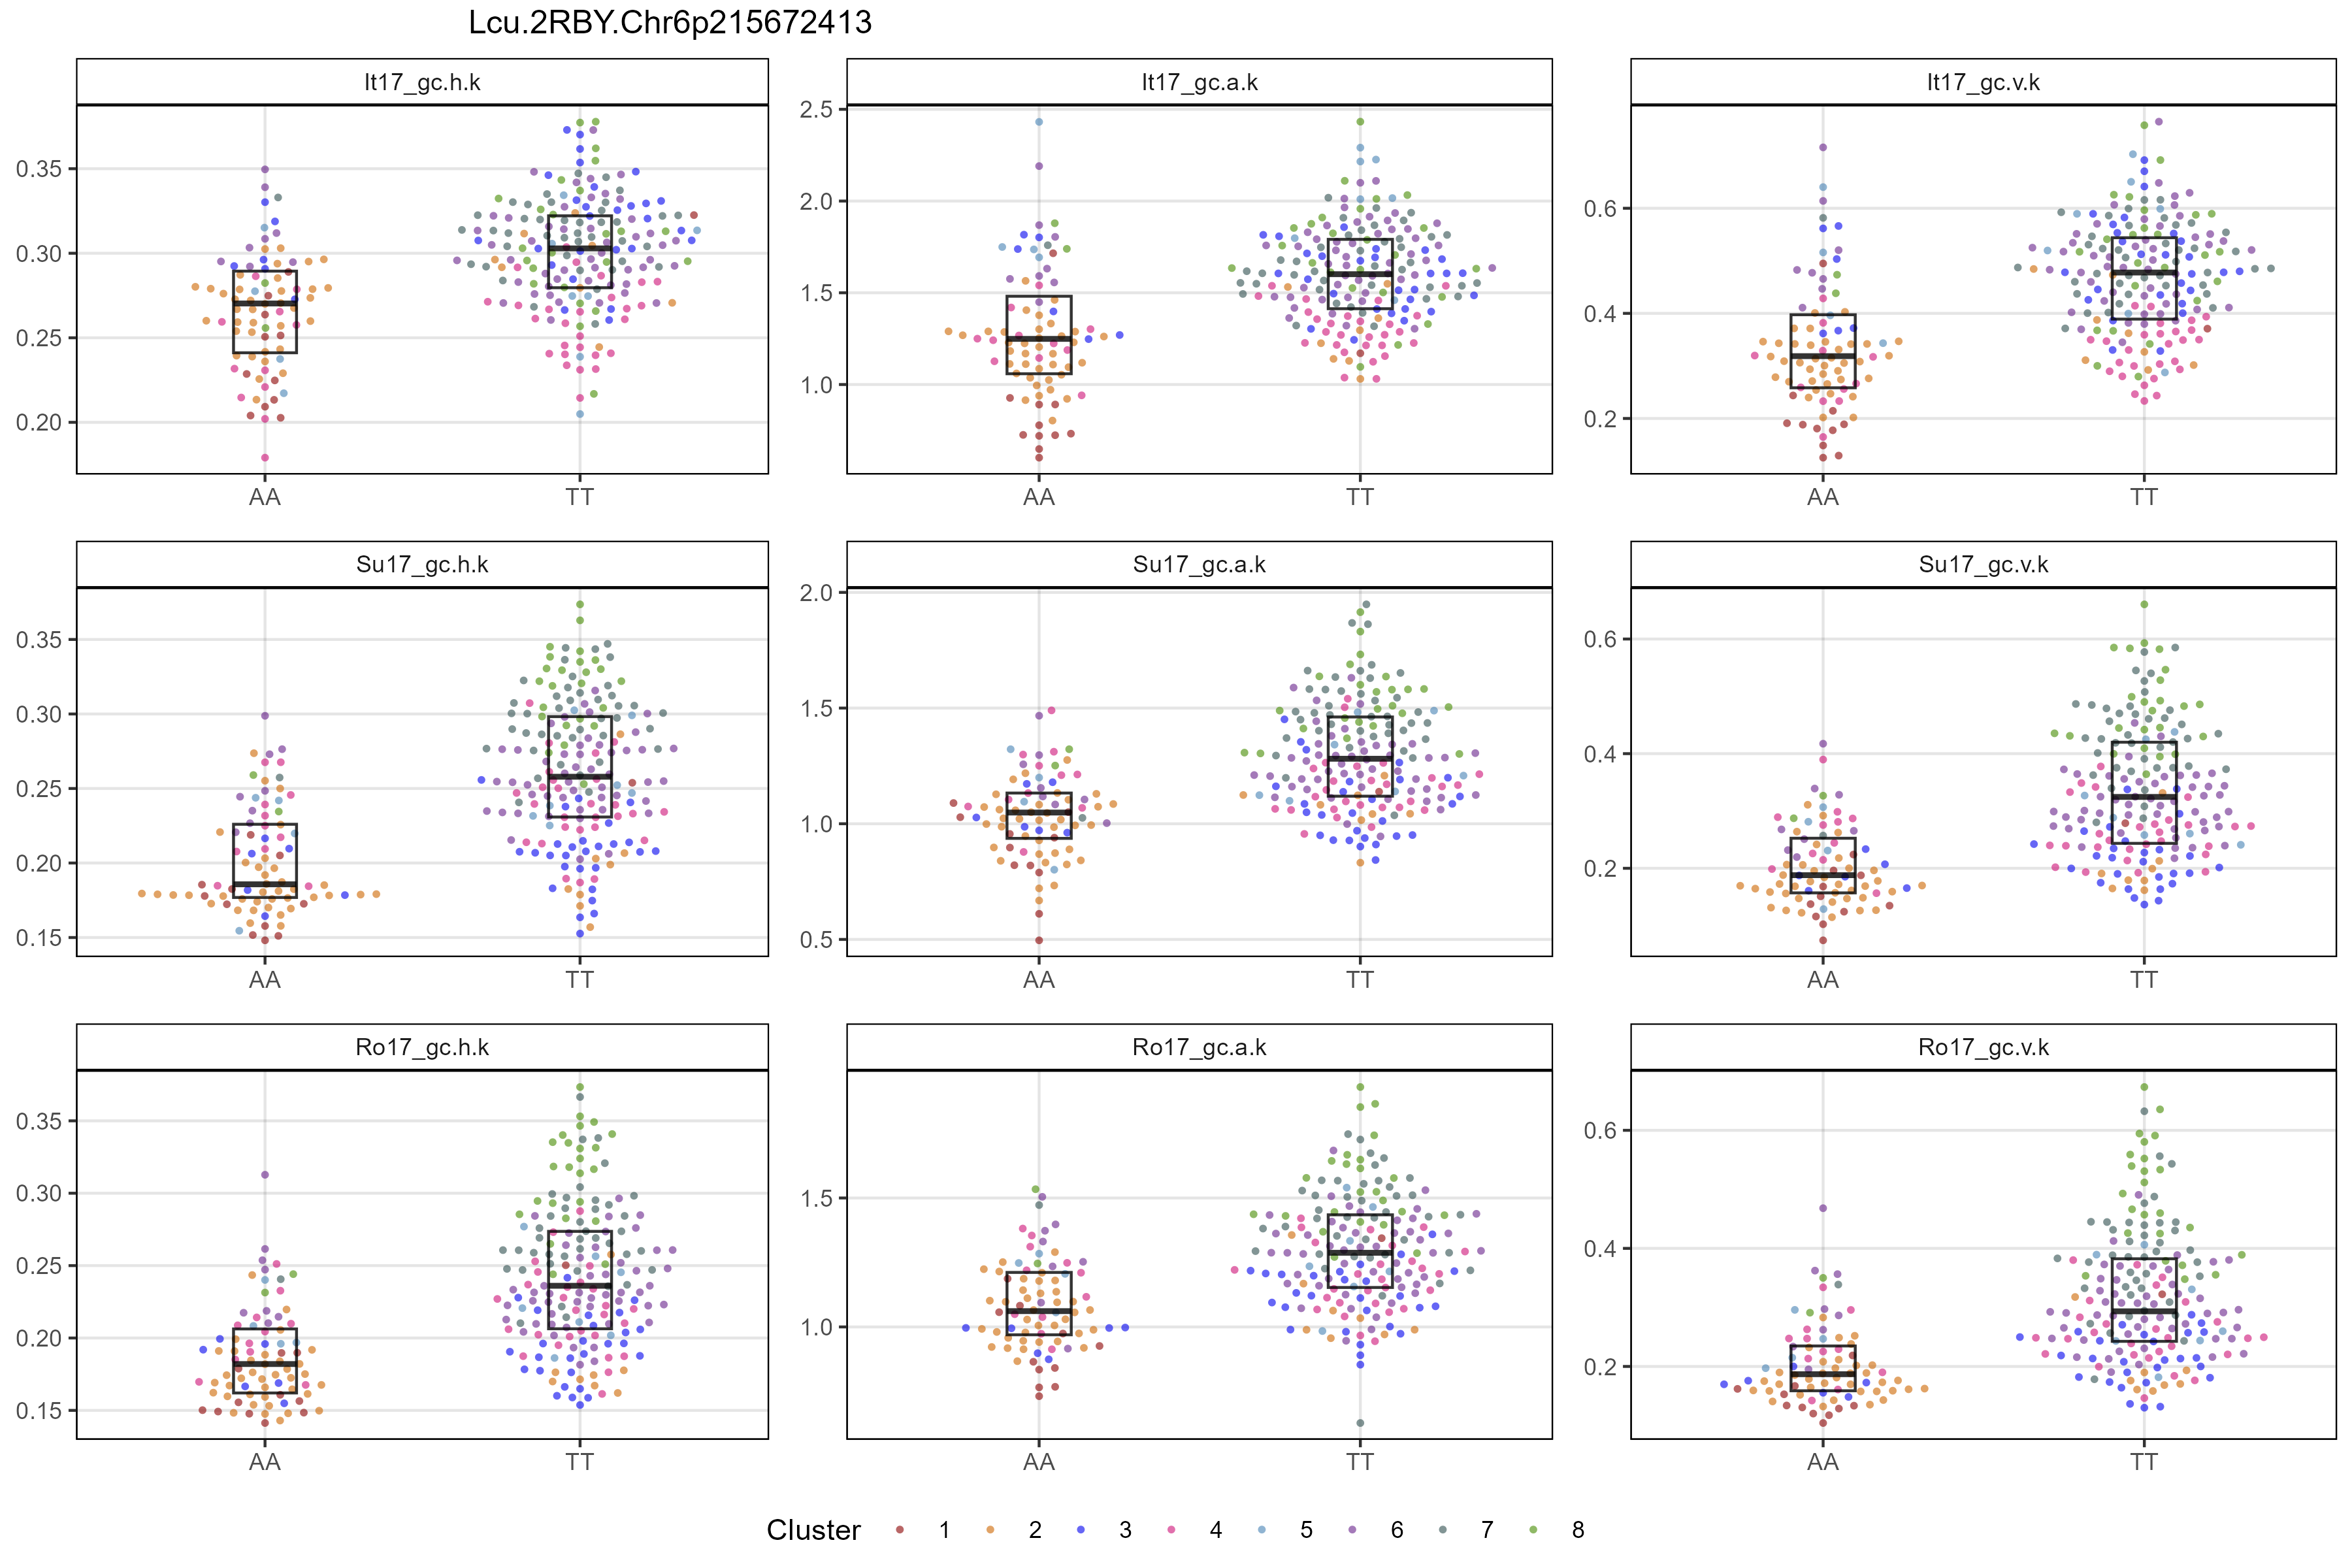 Lcu.2RBY.Chr6p215672413
It17_gc.h.k
It17_gc.a.k
It17_gc.v.k
0.35
0.30
0.25
0.20
AA
TT
2.5
2.0
1.5
1.0
AA
TT
0.6
0.4
0.2
AA
TT
Su17_gc.h.k
Su17_gc.a.k
Su17_gc.v.k
0.35
0.30
0.25
0.20
0.15
AA
TT
2.0
1.5
1.0
0.5
AA
TT
0.6
0.4
0.2
AA
TT
Ro17_gc.h.k
Ro17_gc.a.k
Ro17_gc.v.k
0.35
0.30
0.25
0.20
0.15
AA
TT
1.5
1.0
AA
TT
0.6
0.4
0.2
AA
TT
Cluster 1 2 3 4 5 6 7 8